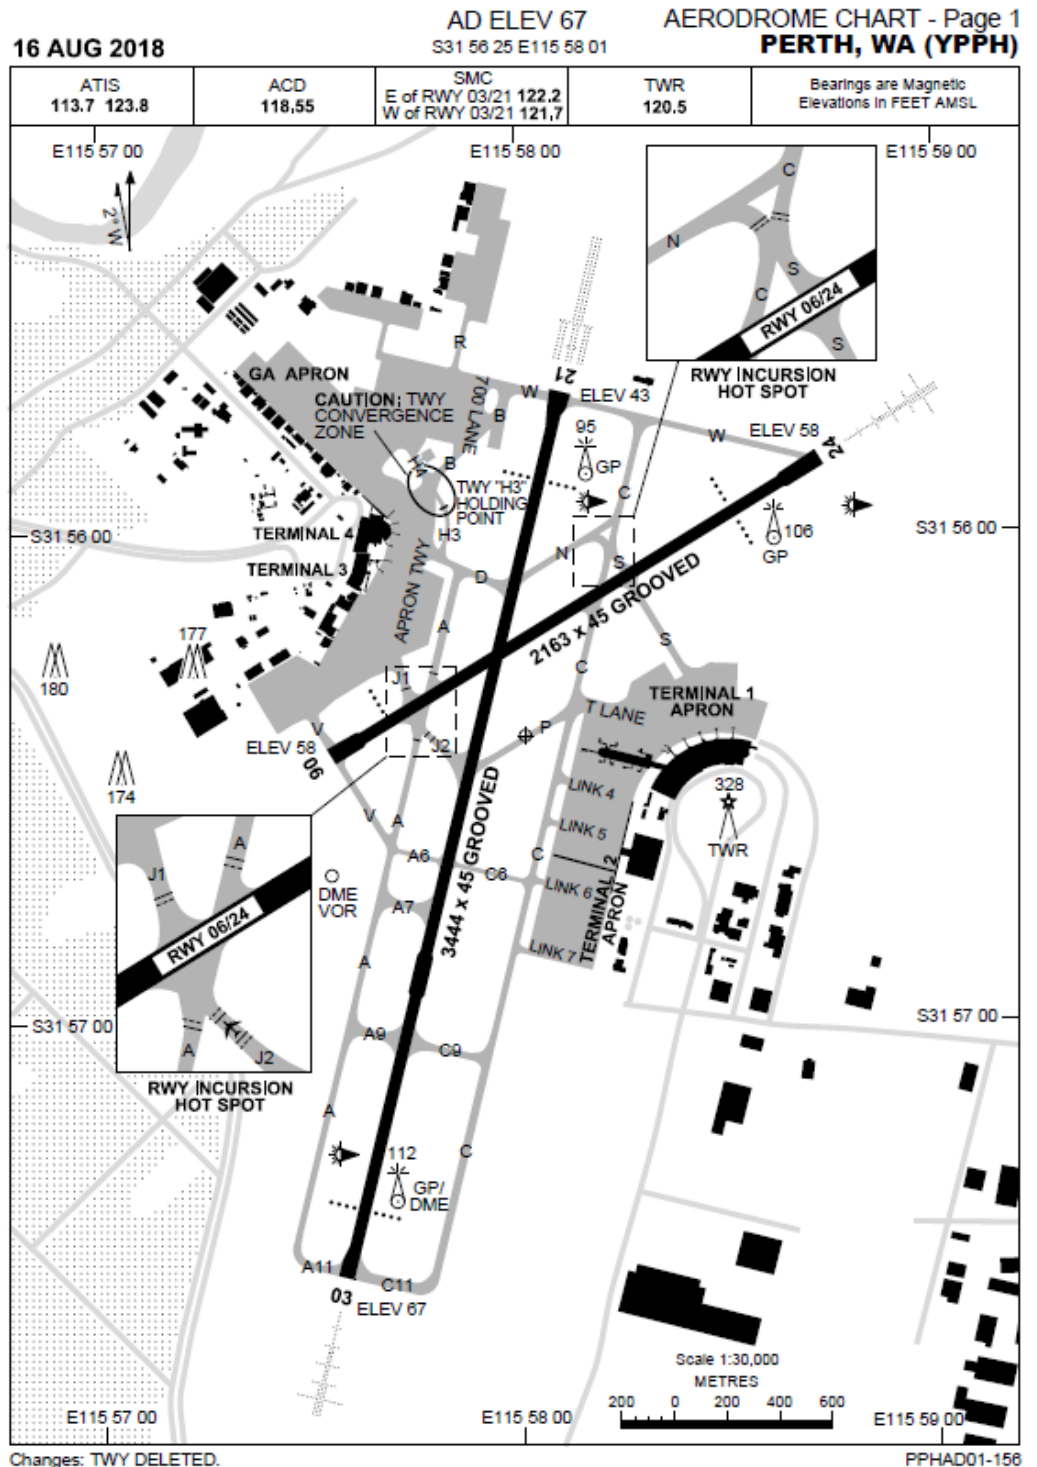 AD ELEV 67
AERODROME CHART - Page 1
16 AUG 2018
S31 56 25 E115 58 01
PERTH, WA (YPPH)
ATIS
113.7 123.8
ACD
118.55
SMC
E of RWY 03/21 122.2
W of RWY 03/21 121.7
TWR
120.5
Bearings are Magnetic
Elevations in FEET AMSL
E115 57 00
E115 58 00
E115 59 00
2° W
C
N
S
C
RWY 06/24
S
RWY INCURSION
HOT SPOT
R
21
GA APRON
CAUTION: TWY
CONVERGENCE
ZONE
700 LANE
W
ELEV 43
B
95
GP
W
ELEV 58
24
H4
B
TWY "H3"
HOLDING
POINT
C
106
GP
S31 56 00
TERMINAL 4
H3
N
S31 56 00
TERMINAL 3
APRON TWY
D
S
2163 x 45 GROOVED
A
S
177
180
J1
C
TERMINAL 1
APRON
T LANE
V
P
ELEV 58
06
J2
174
328
TWR
LINK 4
3444 x 45 GROOVED
V
A
LINK 5
A6
C
C6
LINK 6
TERMINAL 2
APRON
A
J1
RWY 06/24
A
J2
RWY INCURSION
HOT SPOT
DME
VOR
A7
LINK 7
A
S31 57 00
S31 57 00
A9
C9
A
C
112
GP/
DME
A11
C11
03
ELEV 67
Scale 1:30,000
METRES
200 0 200 400 600
E115 57 00
E115 58 00
E115 59 00
Changes: TWY DELETED.
PPHAD01-156